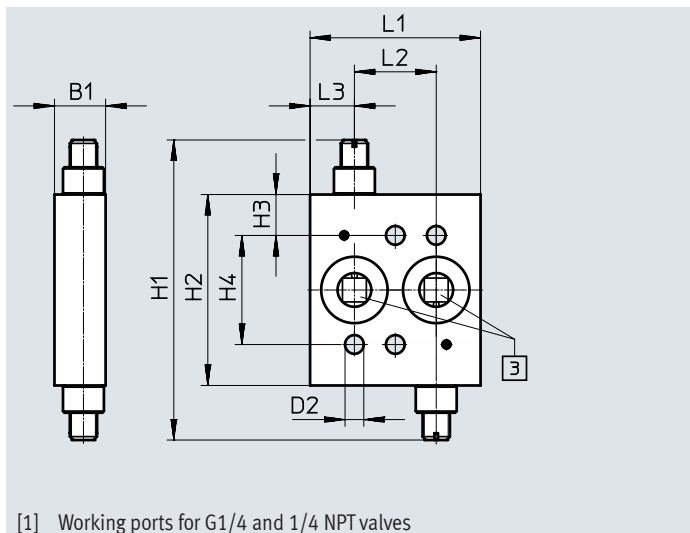 L1
L2
L3
B1
H3
H1
H2
H4
D2
3
[1] Working ports for G1/4 and 1/4 NPT valves